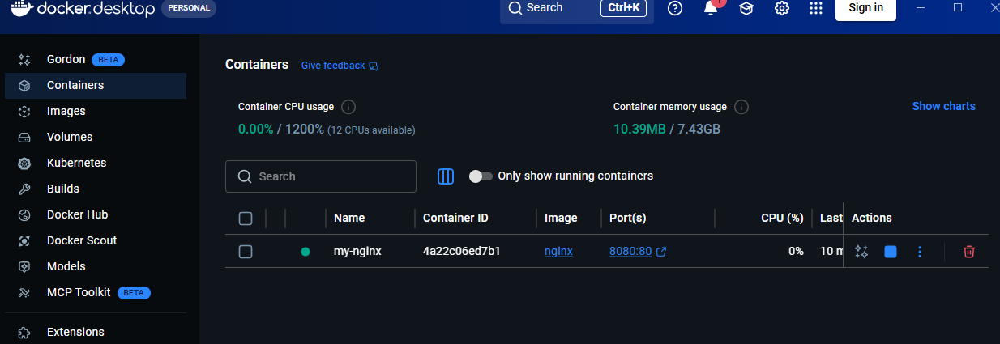 docker.desktop PERSONAL Search Ctrl+K 1 Sign in
Gordon BETA
Containers
Images
Volumes
Kubernetes
Builds
Docker Hub
Docker Scout
Models
MCP Toolkit BETA
Extensions
Containers Give feedback
Container CPU usage
0.00% / 1200% (12 CPUs available)
Container memory usage
10.39MB / 7.43GB
Show charts
Search
Only show running containers
Name Container ID Image Port(s) CPU (%) Last Actions
my-nginx 4a22c06ed7b1 nginx 8080:80 0% 10